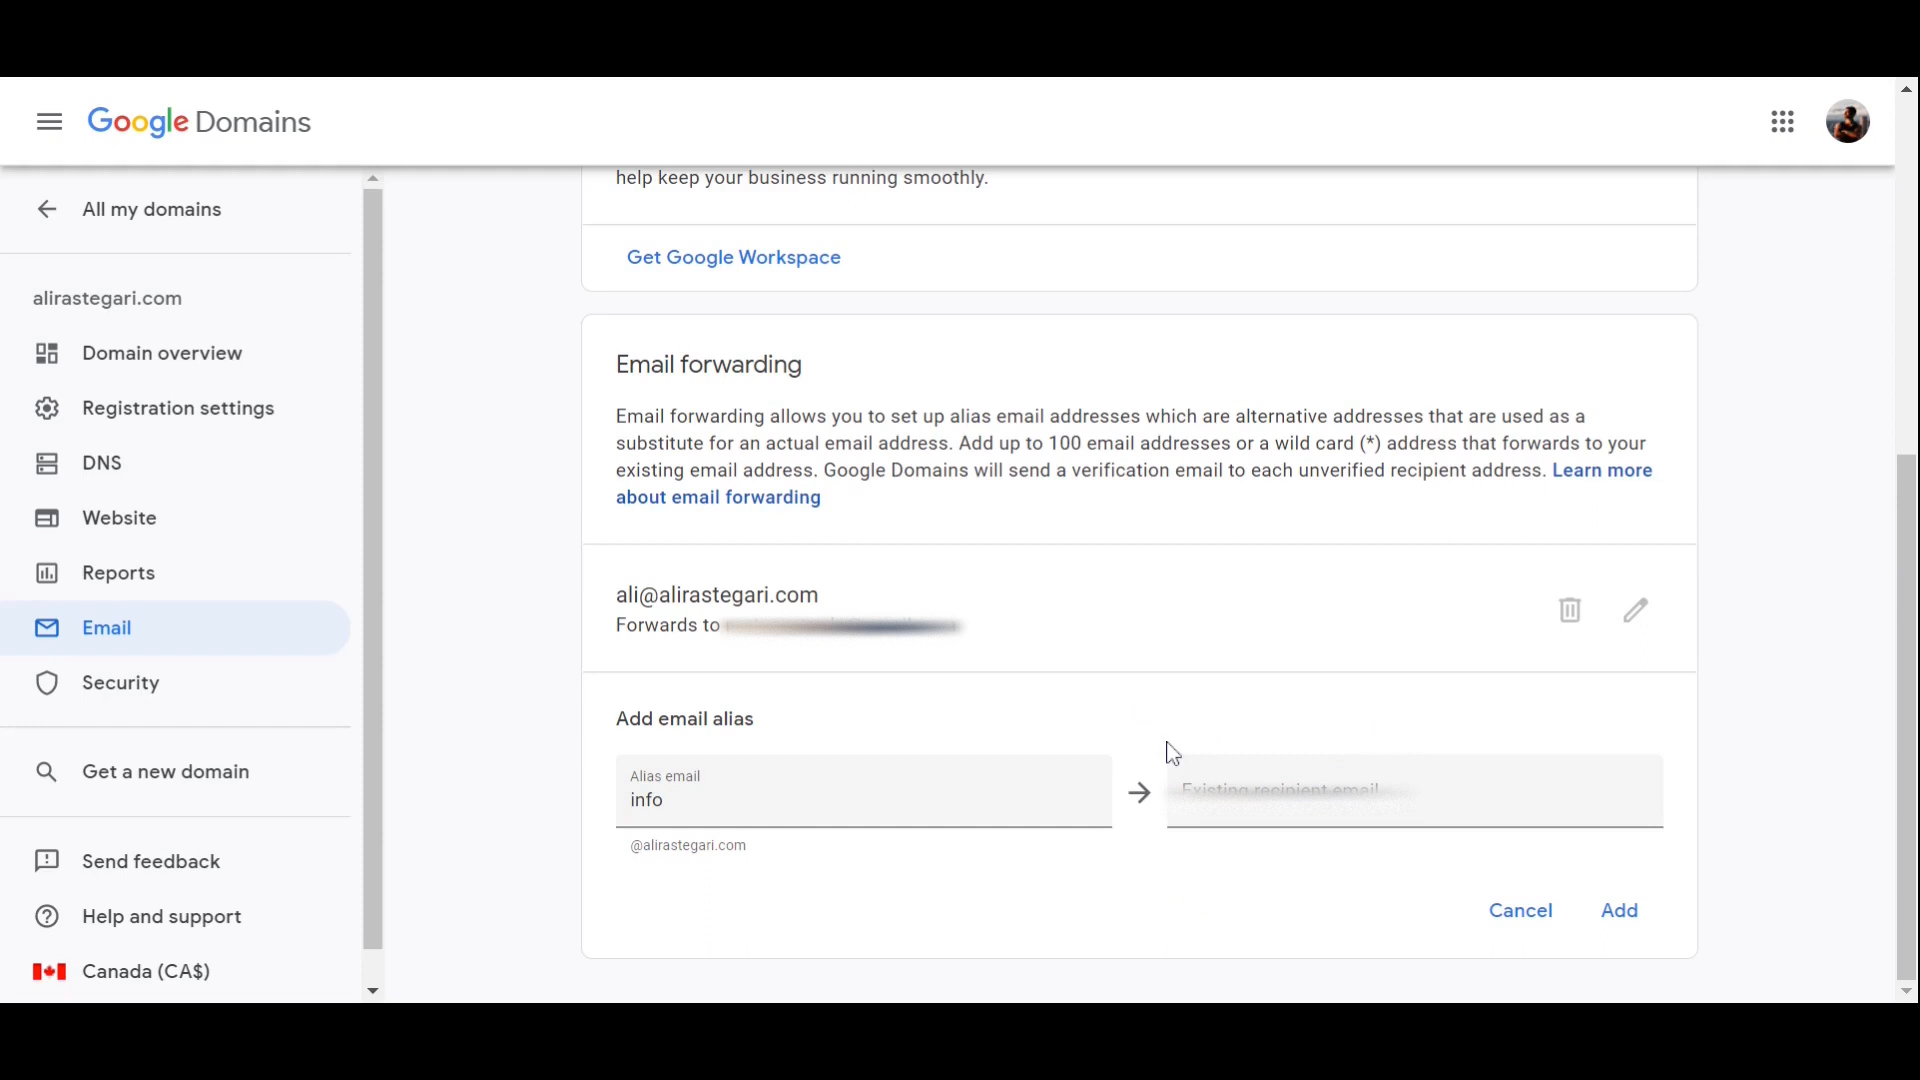 Google Domains
All my domains
alirastegari.com
Domain overview
Registration settings
DNS
Website
Reports
Email
Security
Get a new domain
Send feedback
Help and support
Canada (CA$)
help keep your business running smoothly.
Get Google Workspace
Email forwarding
Email forwarding allows you to set up alias email addresses which are alternative addresses that are used as a
substitute for an actual email address. Add up to 100 email addresses or a wild card (*) address that forwards to your
existing email address. Google Domains will send a verification email to each unverified recipient address. Learn more
about email forwarding
ali@alirastegari.com
Forwards to
Add email alias
Alias email
info
@alirastegari.com
Existing recipient email
Cancel
Add